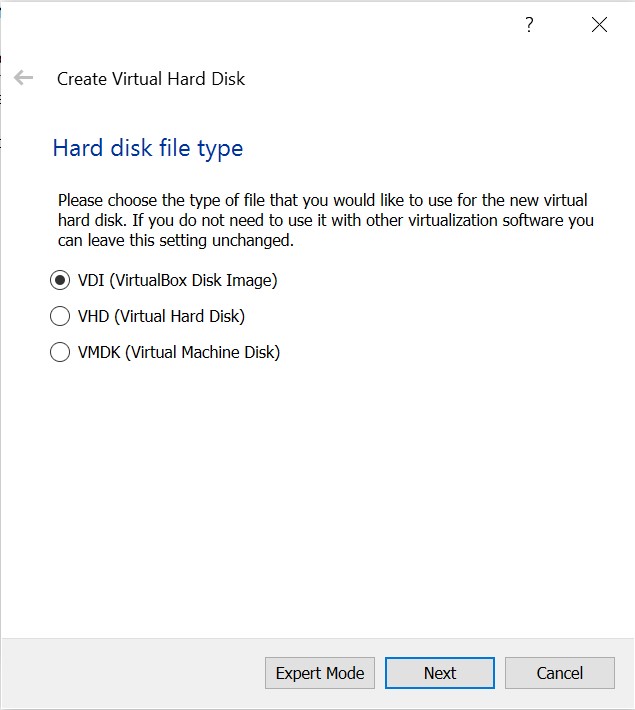 ?
Create Virtual Hard Disk
Hard disk file type
Please choose the type of file that you would like to use for the new virtual
hard disk. If you do not need to use it with other virtualization software you
can leave this setting unchanged.
VDI (VirtualBox Disk Image)
VHD (Virtual Hard Disk)
VMDK (Virtual Machine Disk)
Expert Mode
Next
Cancel